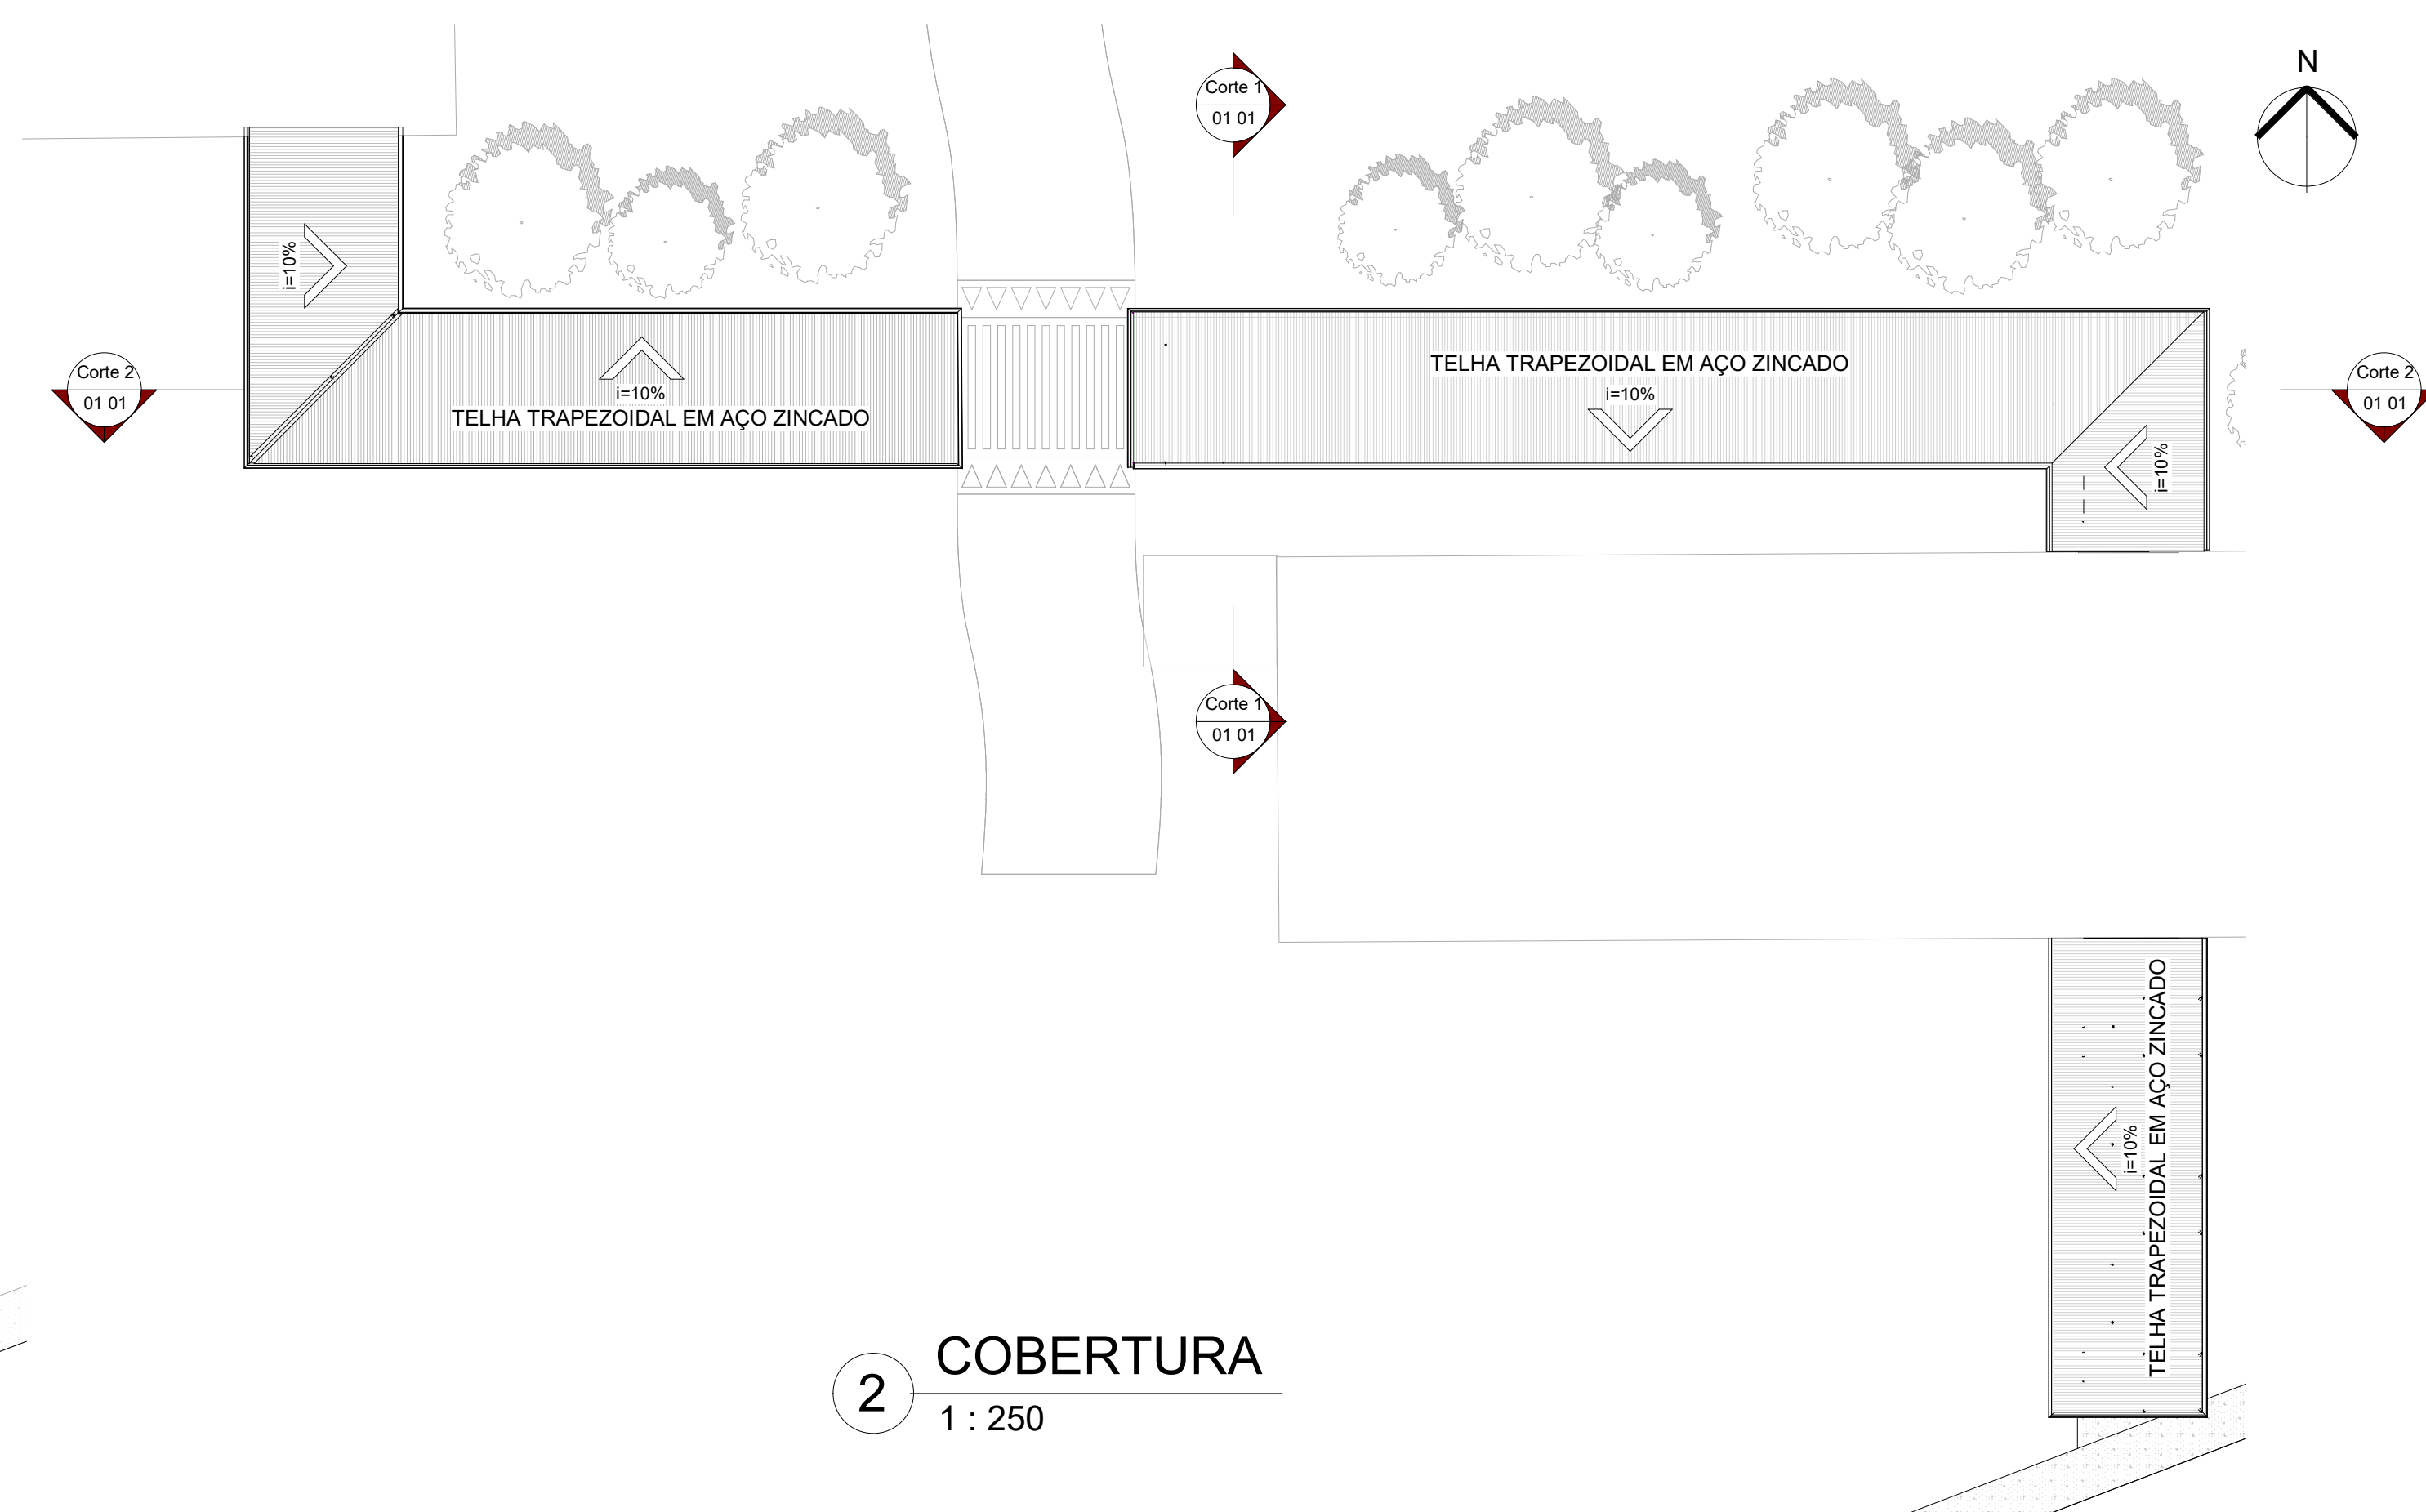 N
Corte 1
01 01
i=10%
TELHA TRAPEZOIDAL EM AÇO ZINCADO
i=10%
Corte 2
01 01
i=10%
TELHA TRAPEZOIDAL EM AÇO ZINCADO
Corte 2
01 01
i=10%
Corte 1
01 01
i=10%
TELHA TRAPEZOIDAL EM AÇO ZINCADO
2
COBERTURA
1 : 250